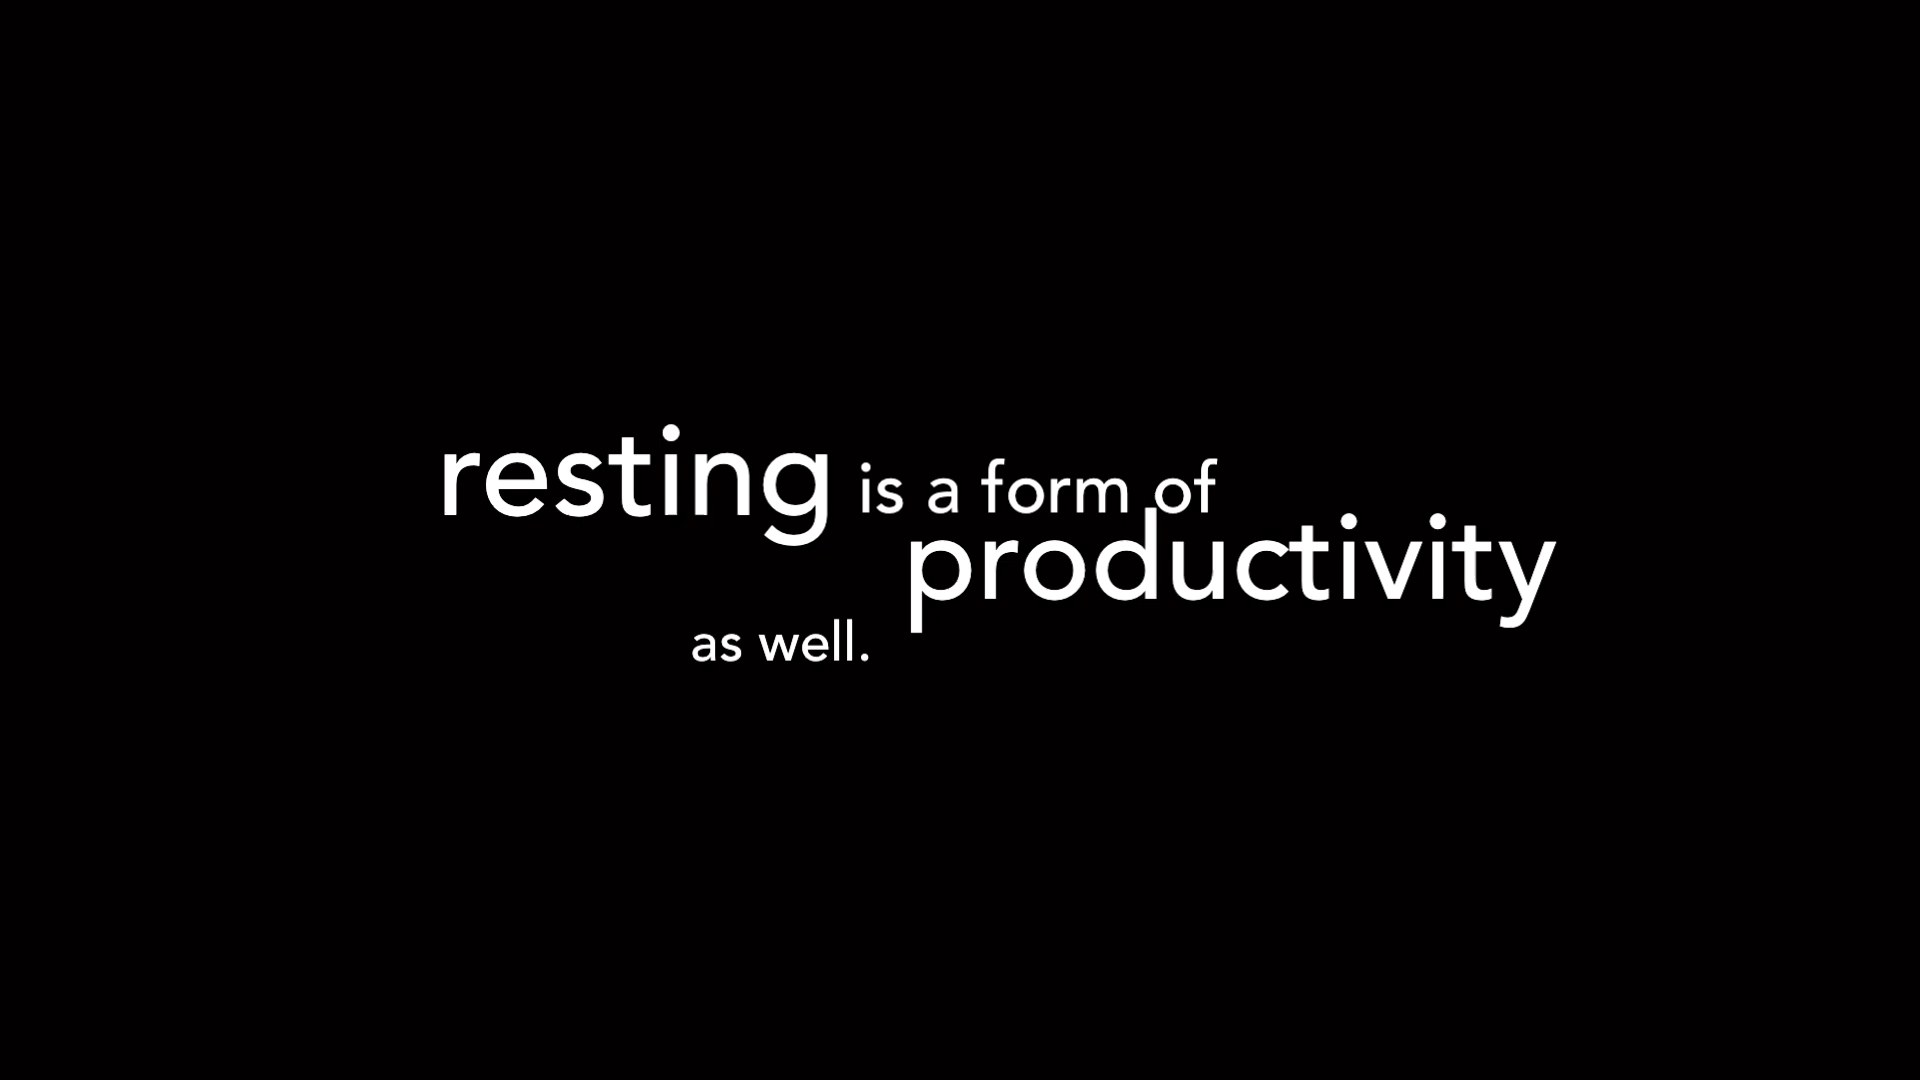 resting is a form of
productivity
as well.